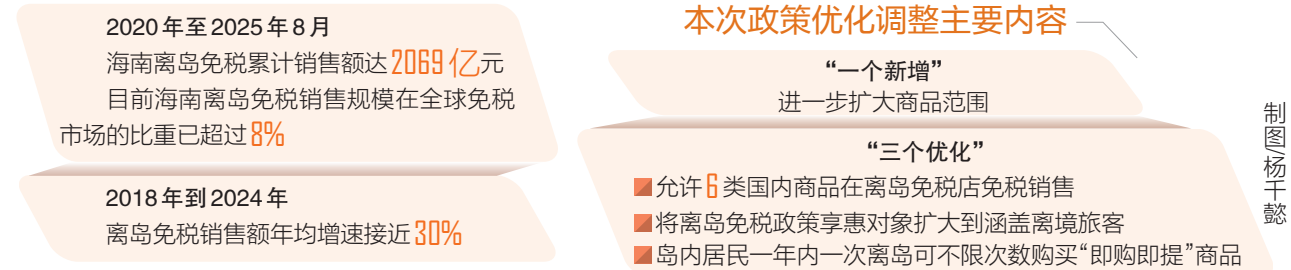 2020年至2025年8月
海南离岛免税累计销售额达2069亿元
目前海南离岛免税销售规模在全球免税
市场的比重已超过8%
2018年到2024年
离岛免税销售额年均增速接近30%
本次政策优化调整主要内容
“一个新增”
进一步扩大商品范围
“三个优化”
允许6类国内商品在离岛免税店免税销售
将离岛免税政策享惠对象扩大到涵盖离境旅客
岛内居民一年内一次离岛可不限次数购买“即购即提”商品
制图/杨千懿